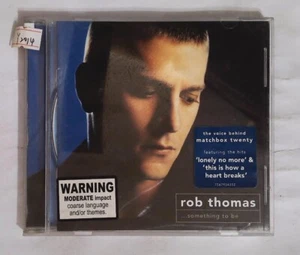 the voice behind
matchbox twenty
featuring the hits
'lonely no more' &
'this is how a
heart breaks'
WARNING
MODERATE impact
coarse language
and/or themes.
rob thomas
something to be